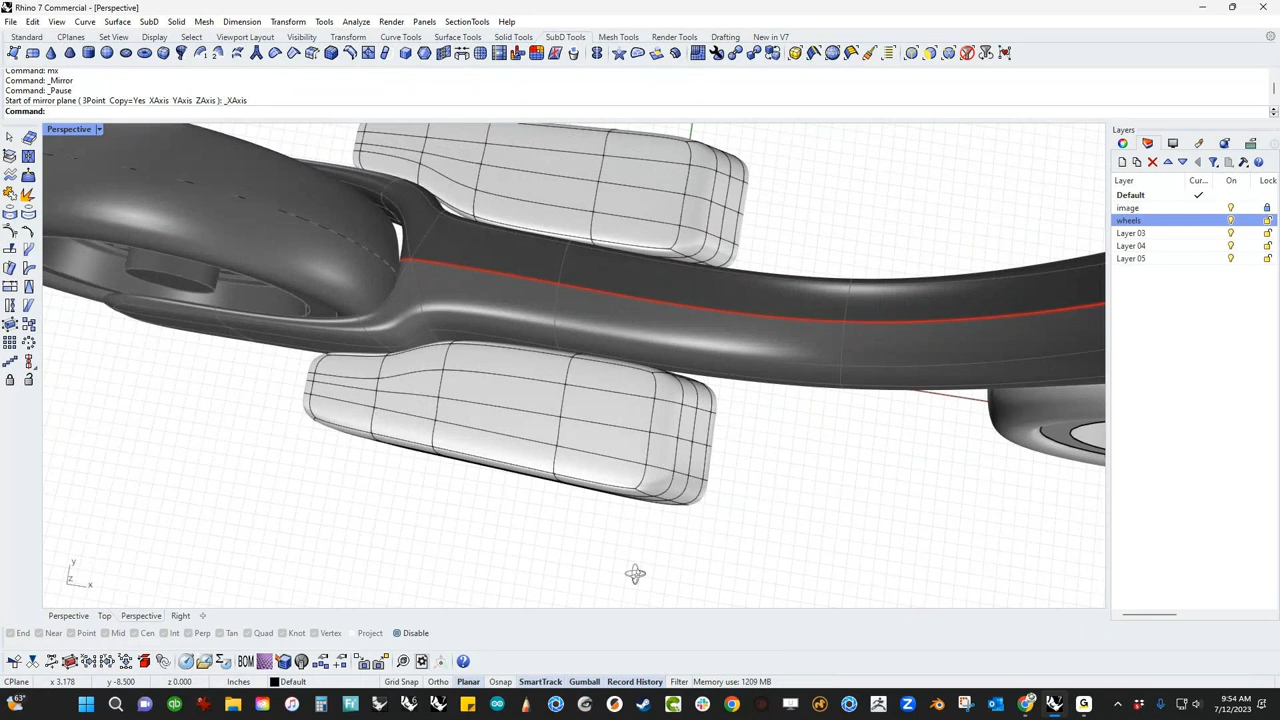 Rhino 7 Commercial - [Perspective]
File Edit View Curve Surface SubD Solid Mesh Dimension Transform Tools Analyze Render Panels SectionTools Help
Standard CPlanes Set View Display Select Viewport Layout Visibility Transform Curve Tools Surface Tools Solid Tools SubD Tools Mesh Tools Render Tools Drafting New in V7
Command: mx
Command: _Mirror
Command: _Pause
Start of mirror plane ( 3Point Copy=Yes XAxis YAxis ZAxis ): _XAxis
Command:
Perspective
Layers
Layer Cur... On Lock
Default
image
wheels
Layer 03
Layer 04
Layer 05
y
z x
Perspective Top Perspective Right
End Near Point Mid Cen Int Perp Tan Quad Knot Vertex Project Disable
BOM
CPlane x 3.178 y -8.500 z 0.000 Inches Default Grid Snap Ortho Planar Osnap SmartTrack Gumball Record History Filter Memory use: 1209 MB
63°
9:54 AM
7/12/2023